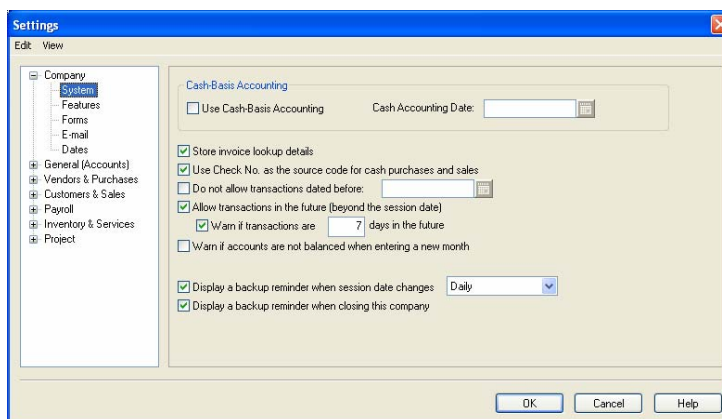 Settings
Edit View
Company
System
Features
Forms
E-mail
Dates
General (Accounts)
Vendors & Purchases
Customers & Sales
Payroll
Inventory & Services
Project
Cash-Basis Accounting
Use Cash-Basis Accounting Cash Accounting Date:
Store invoice lookup details
Use Check No. as the source code for cash purchases and sales
Do not allow transactions dated before:
Allow transactions in the future (beyond the session date)
Warn if transactions are 7 days in the future
Warn if accounts are not balanced when entering a new month
Display a backup reminder when session date changes Daily
Display a backup reminder when closing this company
OK Cancel Help